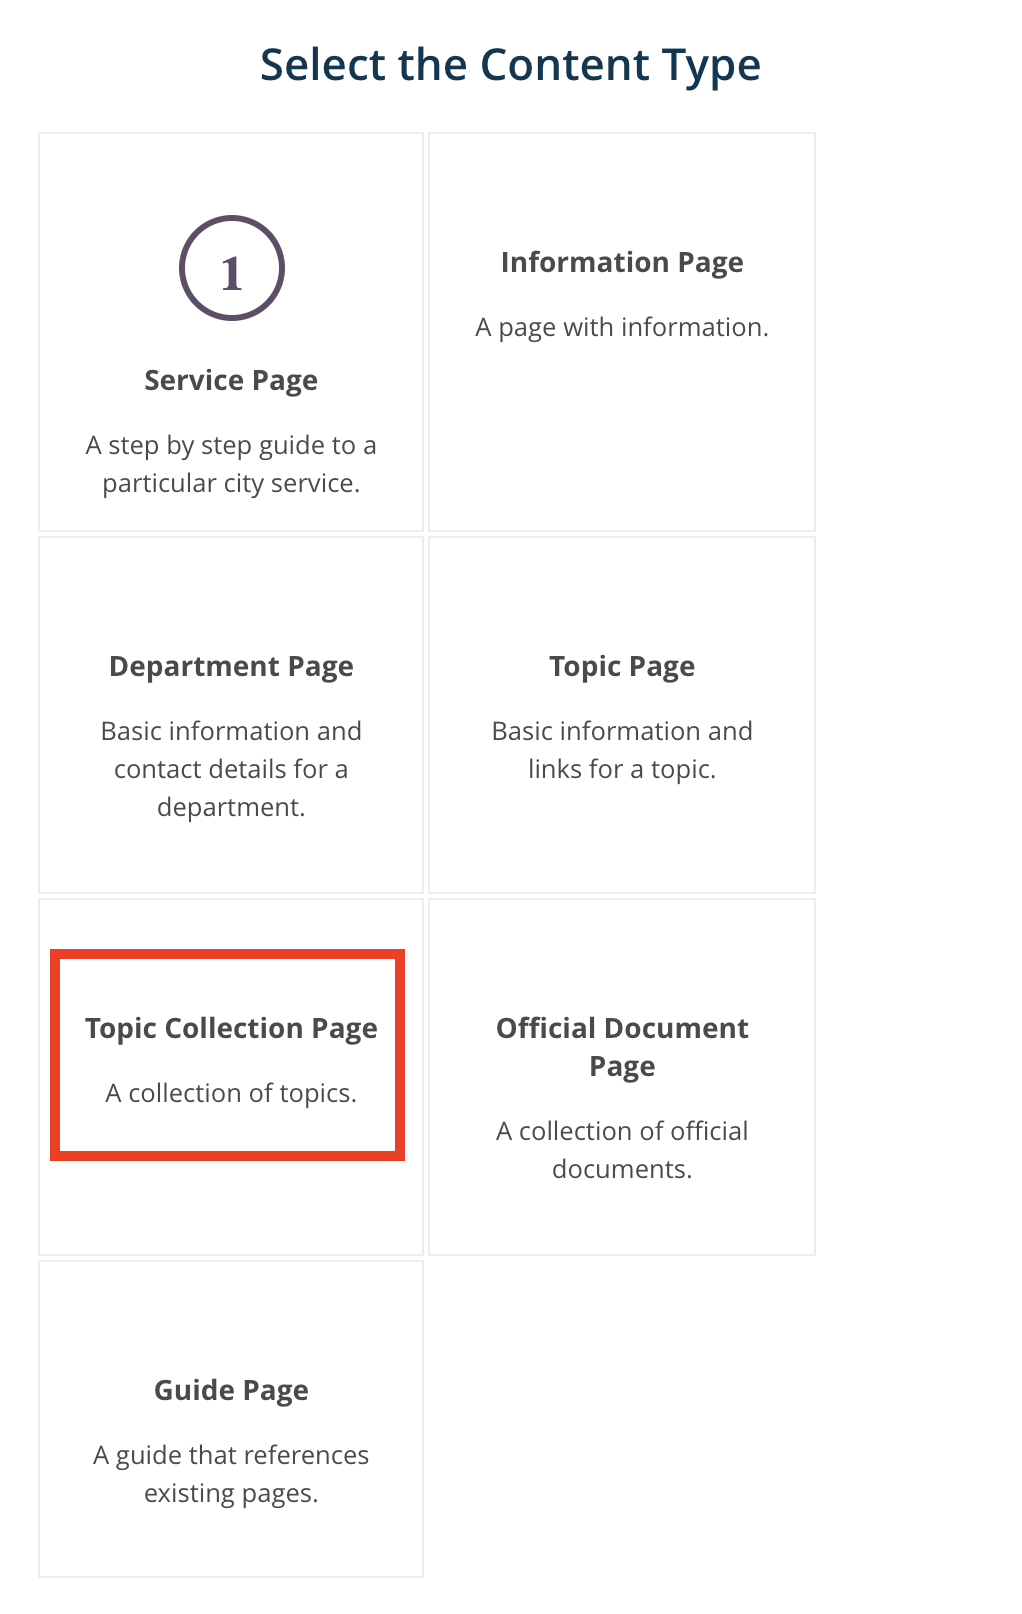 Select the Content Type
1
Service Page
A step by step guide to a
particular city service.
Information Page
A page with information.
Department Page
Basic information and
contact details for a
department.
Topic Page
Basic information and
links for a topic.
Topic Collection Page
A collection of topics.
Official Document
Page
A collection of official
documents.
Guide Page
A guide that references
existing pages.